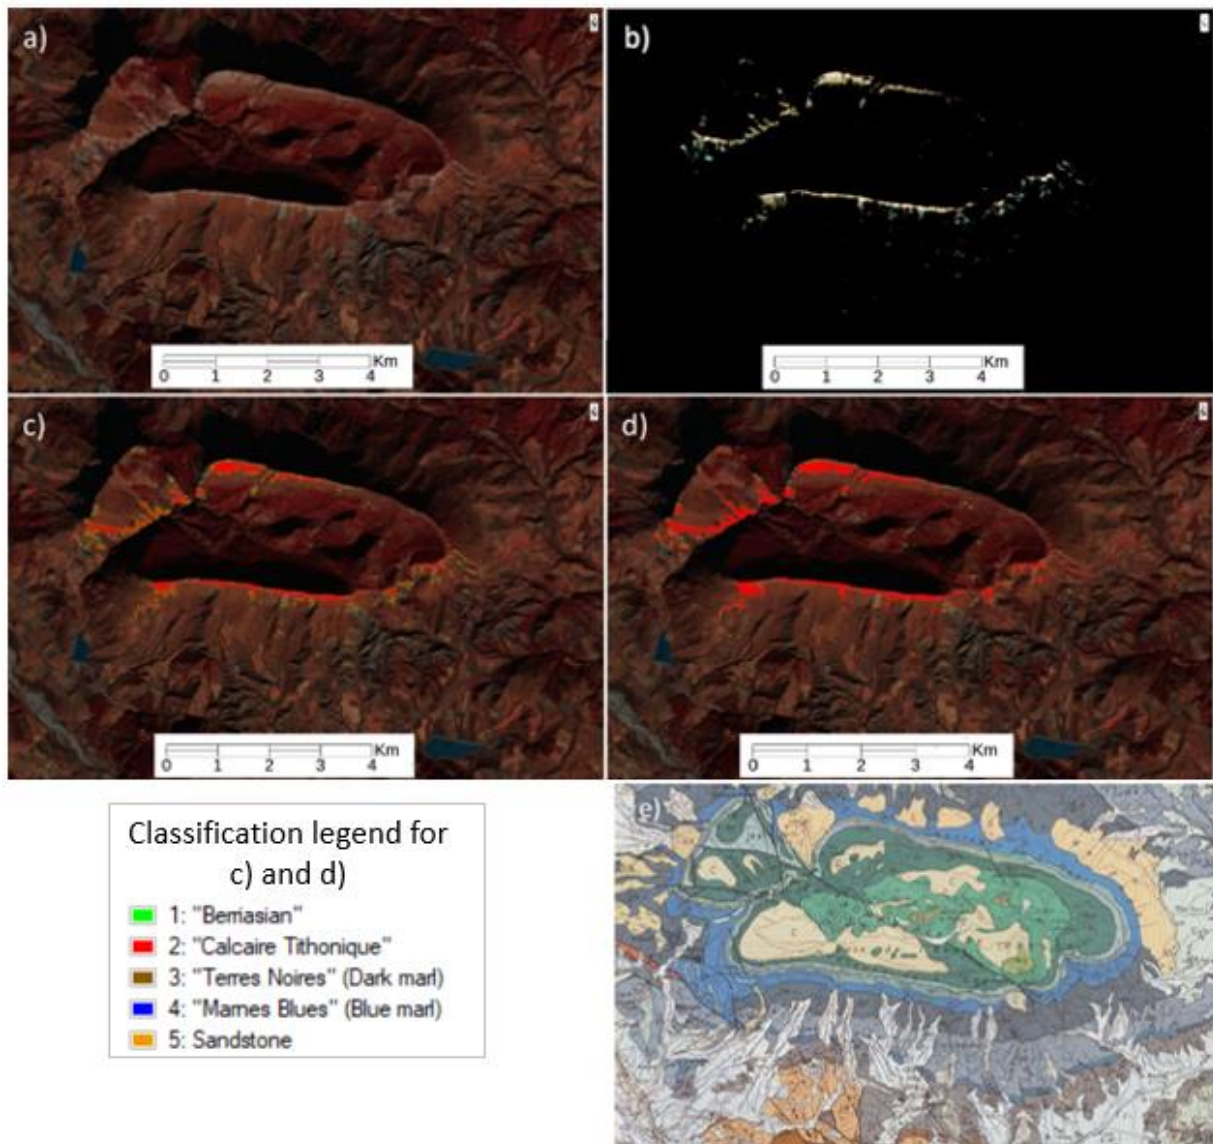 a)
b)
Km
0 1 2 3 4
Km
0 1 2 3 4
c)
d)
Km
0 1 2 3 4
Km
0 1 2 3 4
Classification legend for
c) and d)
1: "Berriasian"
2: "Calcaire Tithonique"
3: "Terres Noires" (Dark marl)
4: "Marnes Blues" (Blue marl)
5: Sandstone
e)